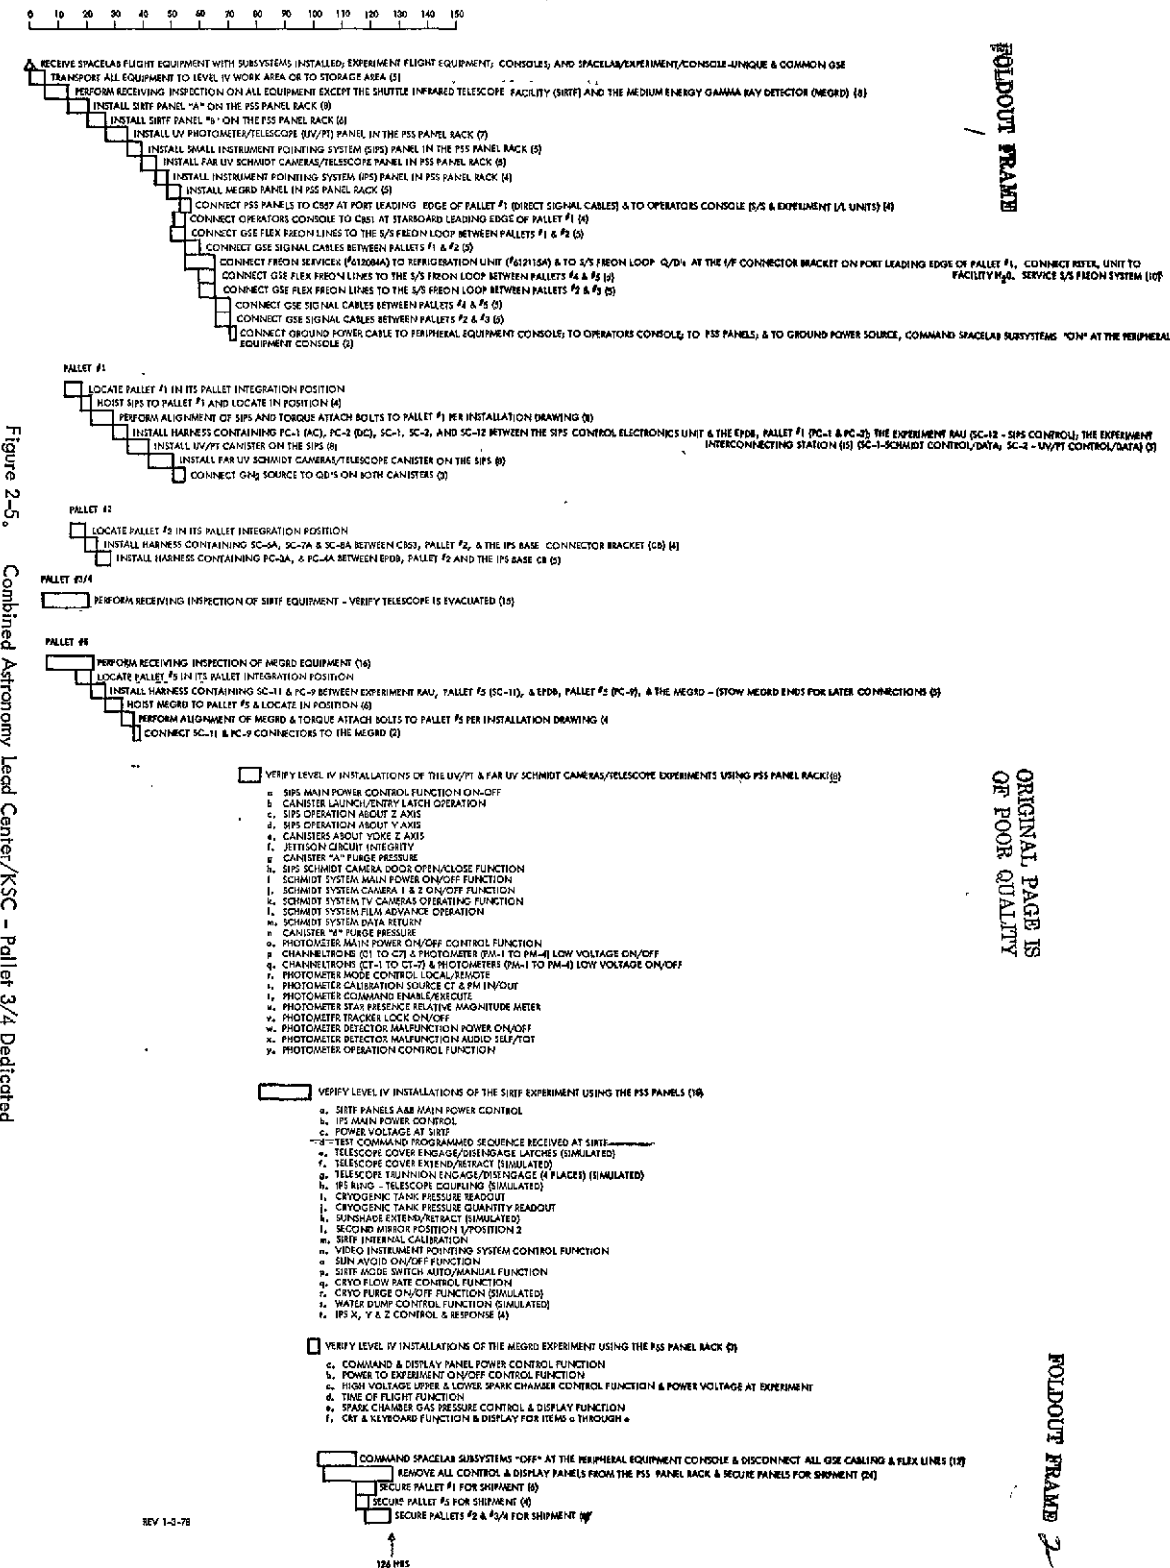 0 10 20 30 40 50 60 70 80 90 100 110 120 130 140 150
RECEIVE SPACELAB FLIGHT EQUIPMENT WITH SUBSYSTEMS INSTALLED; EXPERIMENT FLIGHT EQUIPMENT; CONSOLES; AND SPACELAB/EXPERIMENT/CONSOLE-UNIQUE & COMMON GSE
TRANSPORT ALL EQUIPMENT TO LEVEL IV WORK AREA OR TO STORAGE AREA (5)
PERFORM RECEIVING INSPECTION ON ALL EQUIPMENT EXCEPT THE SHUTTLE INFRARED TELESCOPE FACILITY (SIRTF) AND THE MEDIUM ENERGY GAMMA RAY DETECTOR (MEGRD) (8)
INSTALL SIRTF PANEL "A" ON THE PSS PANEL RACK (8)
INSTALL SIRTF PANEL "B" ON THE PSS PANEL RACK (6)
INSTALL UV PHOTOMETER/TELESCOPE (UV/PT) PANEL IN THE PSS PANEL RACK (7)
INSTALL SMALL INSTRUMENT POINTING SYSTEM (SIPS) PANEL IN THE PSS PANEL RACK (5)
INSTALL FAR UV SCHMIDT CAMERAS/TELESCOPE PANEL IN PSS PANEL RACK (5)
INSTALL INSTRUMENT POINTING SYSTEM (IPS) PANEL IN PSS PANEL RACK (4)
INSTALL MEGRD PANEL IN PSS PANEL RACK (5)
CONNECT PSS PANELS TO CB57 AT PORT LEADING EDGE OF PALLET #1 (DIRECT SIGNAL CABLES) & TO OPERATORS CONSOLE (S/S & EXPERIMENT I/L UNITS) (4)
CONNECT OPERATORS CONSOLE TO CB51 AT STARBOARD LEADING EDGE OF PALLET #1 (4)
CONNECT GSE FLEX FREON LINES TO THE S/S FREON LOOP BETWEEN PALLETS #1 & #2 (5)
CONNECT GSE SIGNAL CABLES BETWEEN PALLETS #1 & #2 (5)
CONNECT FREON SERVICER (#612084A) TO REFRIGERATION UNIT (#612115A) & TO S/S FREON LOOP Q/D's AT THE I/F CONNECTOR BRACKET ON PORT LEADING EDGE OF PALLET #1, CONNECT REFER. UNIT TO
FACILITY H2O. SERVICE S/S FREON SYSTEM (10)
CONNECT GSE FLEX FREON LINES TO THE S/S FREON LOOP BETWEEN PALLETS #4 & #5 (5)
CONNECT GSE FLEX FREON LINES TO THE S/S FREON LOOP BETWEEN PALLETS #2 & #3 (5)
CONNECT GSE SIGNAL CABLES BETWEEN PALLETS #4 & #5 (5)
CONNECT GSE SIGNAL CABLES BETWEEN PALLETS #2 & #3 (5)
CONNECT GROUND POWER CABLE TO PERIPHERAL EQUIPMENT CONSOLE; TO OPERATORS CONSOLE; TO PSS PANELS; & TO GROUND POWER SOURCE, COMMAND SPACELAB SUBSYSTEMS "ON" AT THE PERIPHERAL
EQUIPMENT CONSOLE (2)
PALLET #1
LOCATE PALLET #1 IN ITS PALLET INTEGRATION POSITION
HOIST SIPS TO PALLET #1 AND LOCATE IN POSITION (4)
PERFORM ALIGNMENT OF SIPS AND TORQUE ATTACH BOLTS TO PALLET #1 PER INSTALLATION DRAWING (8)
INSTALL HARNESS CONTAINING PC-1 (AC), PC-2 (DC), SC-1, SC-2, AND SC-12 BETWEEN THE SIPS CONTROL ELECTRONICS UNIT & THE EPDB, PALLET #1 (PC-1 & PC-2); THE EXPERIMENT RAU (SC-12 - SIPS CONTROL); THE EXPERIMENT
INTERCONNECTING STATION (IS) (SC-1-SCHMIDT CONTROL/DATA; SC-2 - UV/PT CONTROL/DATA) (5)
INSTALL UV/PT CANISTER ON THE SIPS (8)
INSTALL FAR UV SCHMIDT CAMERAS/TELESCOPE CANISTER ON THE SIPS (8)
CONNECT GN2 SOURCE TO QD'S ON BOTH CANISTERS (3)
PALLET #2
LOCATE PALLET #2 IN ITS PALLET INTEGRATION POSITION
INSTALL HARNESS CONTAINING SC-6A, SC-7A & SC-8A BETWEEN CB53, PALLET #2, & THE IPS BASE CONNECTOR BRACKET (CB) (4)
INSTALL HARNESS CONTAINING PC-3A, & PC-4A BETWEEN EPDB, PALLET #2 AND THE IPS BASE CB (5)
PALLET #3/4
PERFORM RECEIVING INSPECTION OF SIRTF EQUIPMENT - VERIFY TELESCOPE IS EVACUATED (16)
PALLET #5
PERFORM RECEIVING INSPECTION OF MEGRD EQUIPMENT (16)
LOCATE PALLET #5 IN ITS PALLET INTEGRATION POSITION
INSTALL HARNESS CONTAINING SC-11 & PC-9 BETWEEN EXPERIMENT RAU, PALLET #5 (SC-11), & EPDB, PALLET #5 (PC-9), & THE MEGRD - (STOW MEGRD ENDS FOR LATER CONNECTIONS (5)
HOIST MEGRD TO PALLET #5 & LOCATE IN POSITION (6)
PERFORM ALIGNMENT OF MEGRD & TORQUE ATTACH BOLTS TO PALLET #5 PER INSTALLATION DRAWING (4
CONNECT SC-11 & PC-9 CONNECTORS TO THE MEGRD (2)
VERIFY LEVEL IV INSTALLATIONS OF THE UV/PT & FAR UV SCHMIDT CAMERAS/TELESCOPE EXPERIMENTS USING PSS PANEL RACK (8)
a SIPS MAIN POWER CONTROL FUNCTION ON-OFF
b CANISTER LAUNCH/ENTRY LATCH OPERATION
c. SIPS OPERATION ABOUT Z AXIS
d. SIPS OPERATION ABOUT Y AXIS
e. CANISTERS ABOUT YOKE Z AXIS
f. JETTISON CIRCUIT INTEGRITY
g CANISTER "A" PURGE PRESSURE
h. SIPS SCHMIDT CAMERA DOOR OPEN/CLOSE FUNCTION
i SCHMIDT SYSTEM MAIN POWER ON/OFF FUNCTION
j. SCHMIDT SYSTEM CAMERA 1 & 2 ON/OFF FUNCTION
k. SCHMIDT SYSTEM TV CAMERAS OPERATING FUNCTION
l. SCHMIDT SYSTEM FILM ADVANCE OPERATION
m. SCHMIDT SYSTEM DATA RETURN
n CANISTER "B" PURGE PRESSURE
o. PHOTOMETER MAIN POWER ON/OFF CONTROL FUNCTION
p CHANNELTRONS (C1 TO C7) & PHOTOMETER (PM-1 TO PM-4) LOW VOLTAGE ON/OFF
q. CHANNELTRONS (CT-1 TO CT-7) & PHOTOMETERS (PM-1 TO PM-4) LOW VOLTAGE ON/OFF
r. PHOTOMETER MODE CONTROL LOCAL/REMOTE
s. PHOTOMETER CALIBRATION SOURCE CT & PM IN/OUT
t. PHOTOMETER COMMAND ENABLE/EXECUTE
u. PHOTOMETER STAR PRESENCE RELATIVE MAGNITUDE METER
v. PHOTOMETER TRACKER LOCK ON/OFF
w. PHOTOMETER DETECTOR MALFUNCTION POWER ON/OFF
x. PHOTOMETER DETECTOR MALFUNCTION AUDIO SELF/TOT
y. PHOTOMETER OPERATION CONTROL FUNCTION
VERIFY LEVEL IV INSTALLATIONS OF THE SIRTF EXPERIMENT USING THE PSS PANELS (18)
a. SIRTF PANELS A&B MAIN POWER CONTROL
b. IPS MAIN POWER CONTROL
c. POWER VOLTAGE AT SIRTF
d TEST COMMAND PROGRAMMED SEQUENCE RECEIVED AT SIRTF
e. TELESCOPE COVER ENGAGE/DISENGAGE LATCHES (SIMULATED)
f. TELESCOPE COVER EXTEND/RETRACT (SIMULATED)
g. TELESCOPE TRUNNION ENGAGE/DISENGAGE (4 PLACES) (SIMULATED)
h. IPS RING - TELESCOPE COUPLING (SIMULATED)
i. CRYOGENIC TANK PRESSURE READOUT
j. CRYOGENIC TANK PRESSURE QUANTITY READOUT
k. SUNSHADE EXTEND/RETRACT (SIMULATED)
l. SECOND MIRROR POSITION 1/POSITION 2
m. SIRTF INTERNAL CALIBRATION
n. VIDEO INSTRUMENT POINTING SYSTEM CONTROL FUNCTION
o SUN AVOID ON/OFF FUNCTION
p. SIRTF MODE SWITCH AUTO/MANUAL FUNCTION
q. CRYO FLOW RATE CONTROL FUNCTION
r. CRYO PURGE ON/OFF FUNCTION (SIMULATED)
s. WATER DUMP CONTROL FUNCTION (SIMULATED)
t. IPS X, Y & Z CONTROL & RESPONSE (4)
VERIFY LEVEL IV INSTALLATIONS OF THE MEGRD EXPERIMENT USING THE PSS PANEL RACK
a. COMMAND & DISPLAY PANEL POWER CONTROL FUNCTION
b. POWER TO EXPERIMENT ON/OFF CONTROL FUNCTION
c. HIGH VOLTAGE UPPER & LOWER SPARK CHAMBER CONTROL FUNCTION & POWER VOLTAGE AT EXPERIMENT
d. TIME OF FLIGHT FUNCTION
e. SPARK CHAMBER GAS PRESSURE CONTROL & DISPLAY FUNCTION
f. CRT & KEYBOARD FUNCTION & DISPLAY FOR ITEMS a THROUGH e
COMMAND SPACELAB SUBSYSTEMS "OFF" AT THE PERIPHERAL EQUIPMENT CONSOLE & DISCONNECT ALL GSE CABLING & FLEX LINES (12)
REMOVE ALL CONTROL & DISPLAY PANELS FROM THE PSS PANEL RACK & SECURE PANELS FOR SHIPMENT (24)
SECURE PALLET #1 FOR SHIPMENT (6)
SECURE PALLET #5 FOR SHIPMENT (4)
SECURE PALLETS #2 & #3/4 FOR SHIPMENT
REV 1-3-78
126 HRS
Figure 2-5. Combined Astronomy Lead Center/KSC - Pallet 3/4 Dedicated
FOLDOUT FRAME
1
ORIGINAL PAGE IS
OF POOR QUALITY
FOLDOUT FRAME 2